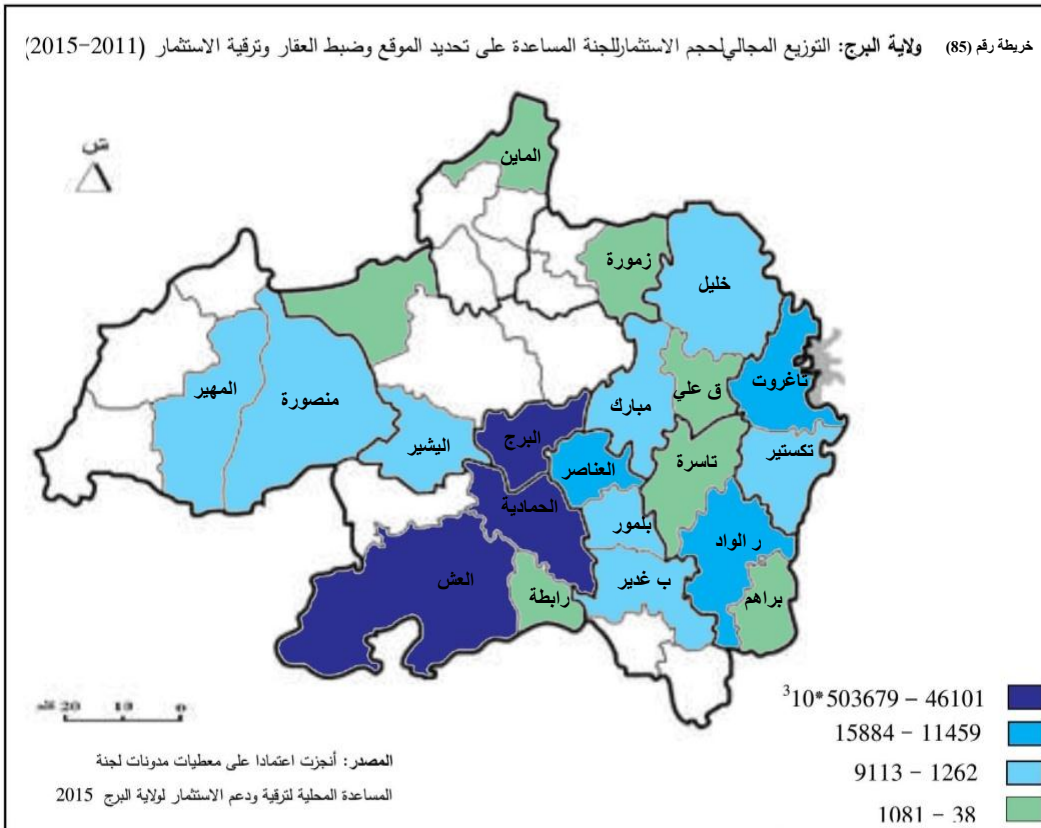 خريطة رقم (85) ولاية البرج: التوزيع المجالي لحجم الاستثمار للجنة المساعدة على تحديد الموقع وضبط العقار وترقية الاستثمار (2011-2015)
ش
الماين
زمورة
خليل
تاغروت
ق علي
المهير
منصورة
مبارك
البرج
اليشير
العناصر
تاسرة
تكستير
الحمادية
بلمور
ر الواد
العش
رابطة
ب غدير
براهم
46101 – 503679*10³
11459 – 15884
1262 – 9113
38 – 1081
0 10 20 كلم
المصدر: أنجزت اعتمادا على معطيات مدونات لجنة
المساعدة المحلية لترقية ودعم الاستثمار لولاية البرج 2015